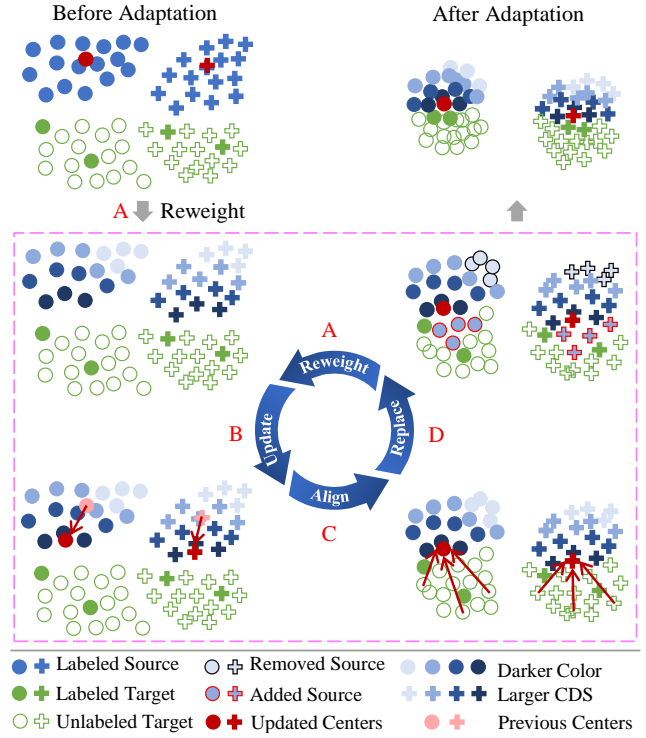 Before Adaptation
After Adaptation
A
Reweight
A
Reweight
B
Update
Replace
D
Align
C
Labeled Source
Removed Source
Darker Color
Labeled Target
Added Source
Larger CDS
Unlabeled Target
Updated Centers
Previous Centers